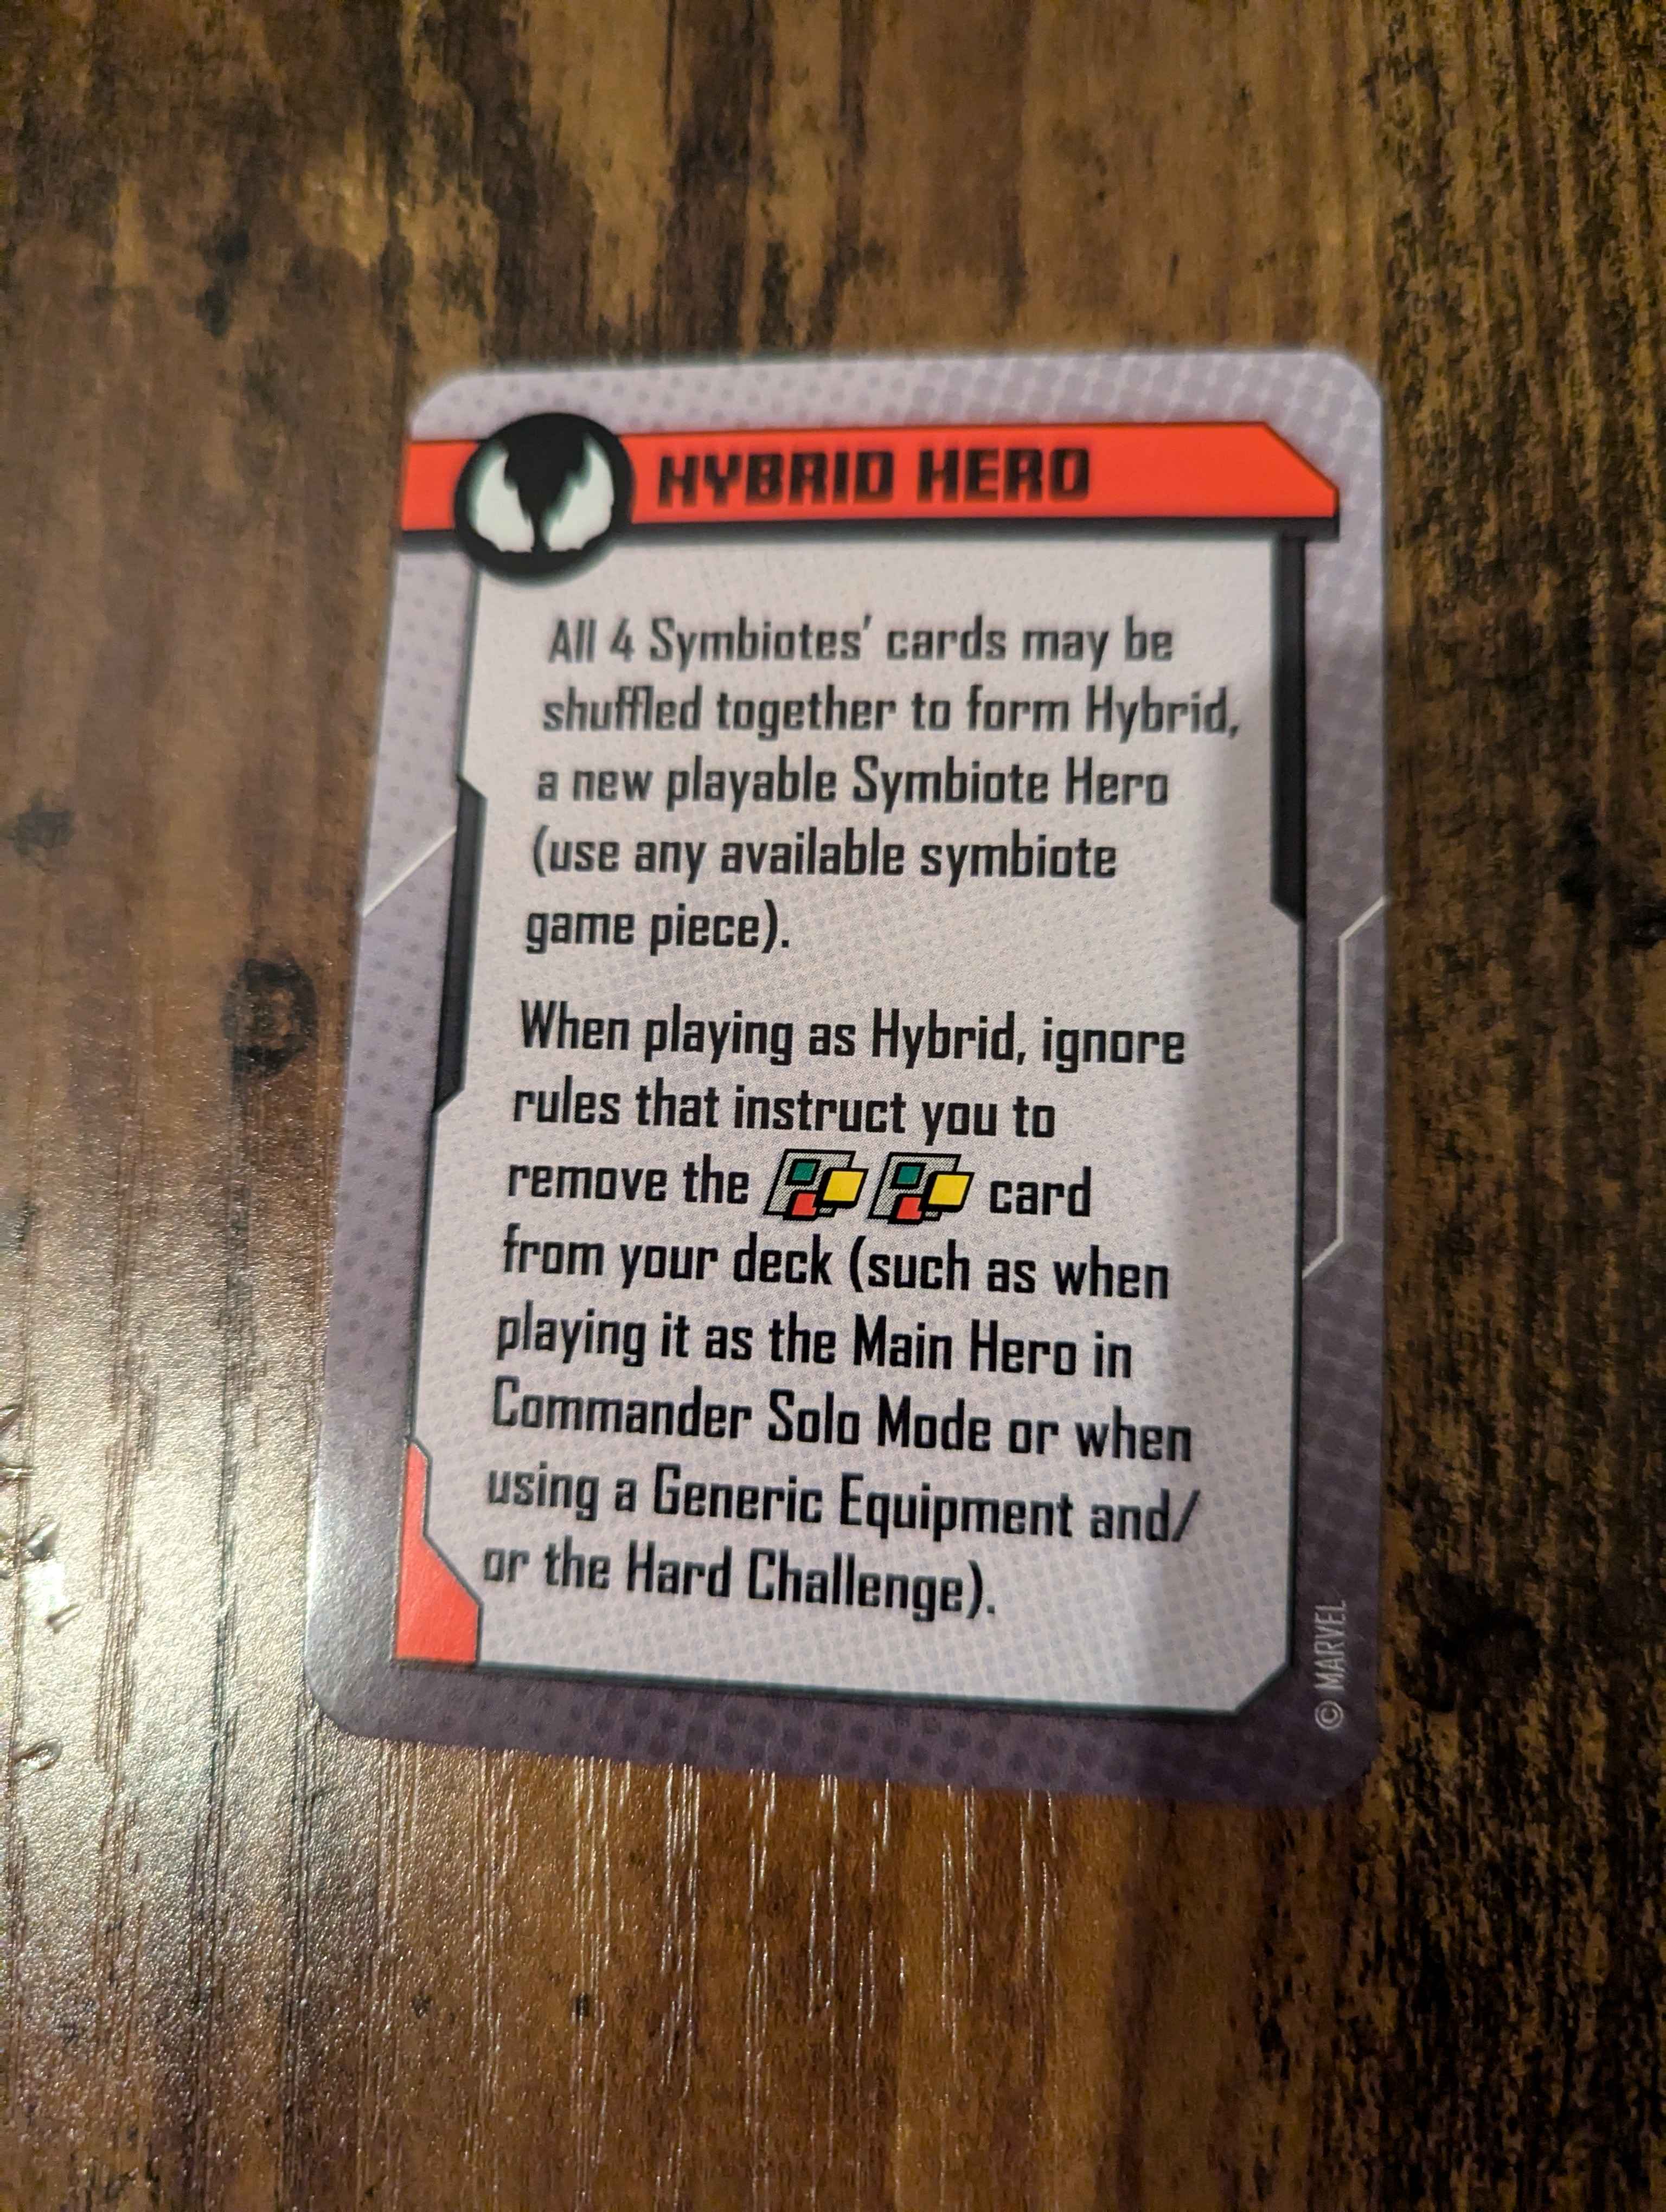 HYBRID HERO
All 4 Symbiotes' cards may be
shuffled together to form Hybrid,
a new playable Symbiote Hero
(use any available symbiote
game piece).
When playing as Hybrid, ignore
rules that instruct you to
remove the card
from your deck (such as when
playing it as the Main Hero in
Commander Solo Mode or when
using a Generic Equipment and/
or the Hard Challenge).
© MARVEL